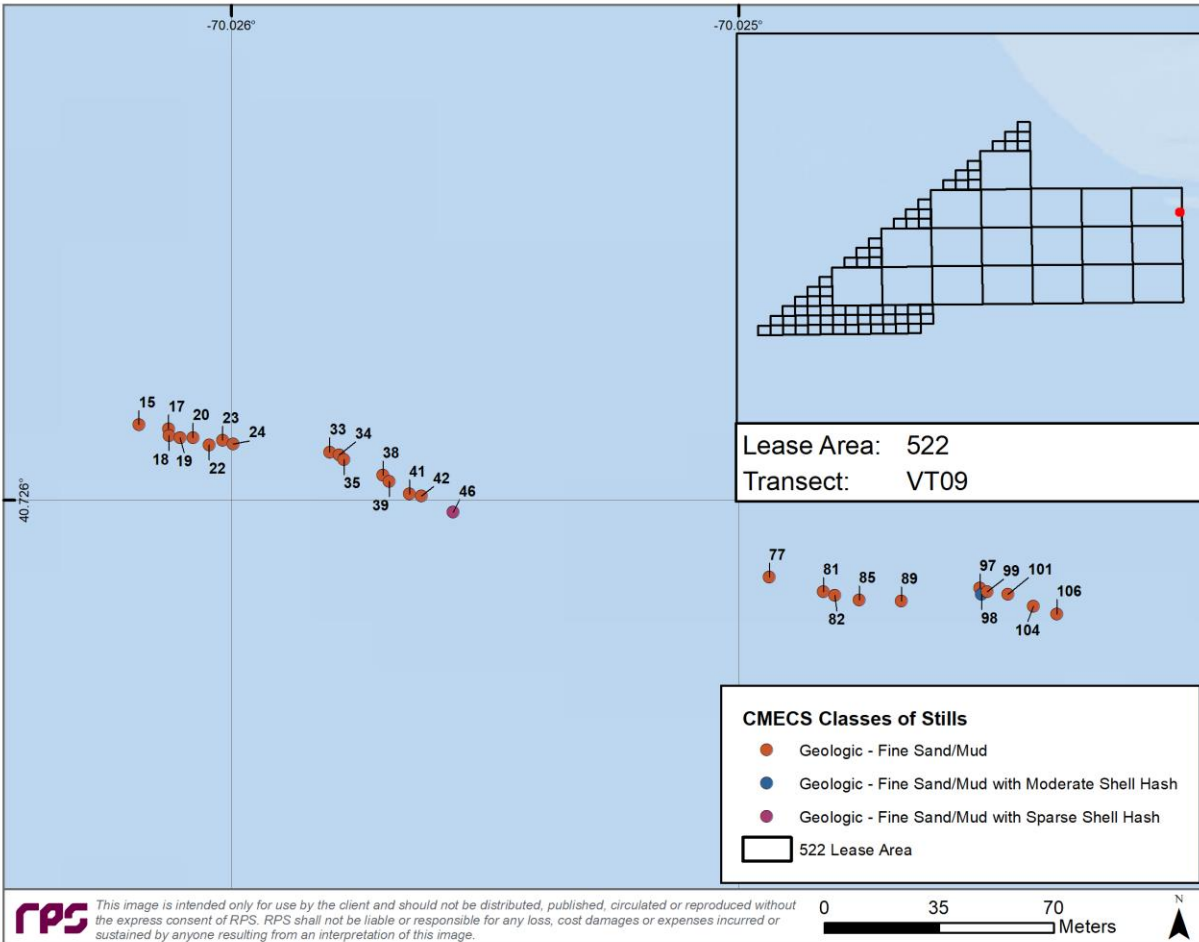 -70.026°
-70.025°
40.726°
Lease Area: 522
Transect: VT09
15
17
20
23
24
18
19
22
33
34
35
38
39
41
42
46
77
81
82
85
89
97
99
101
98
104
106
CMECS Classes of Stills
Geologic - Fine Sand/Mud
Geologic - Fine Sand/Mud with Moderate Shell Hash
Geologic - Fine Sand/Mud with Sparse Shell Hash
522 Lease Area
rps
This image is intended only for use by the client and should not be distributed, published, circulated or reproduced without
the express consent of RPS. RPS shall not be liable or responsible for any loss, cost damages or expenses incurred or
sustained by anyone resulting from an interpretation of this image.
0 35 70
Meters
N